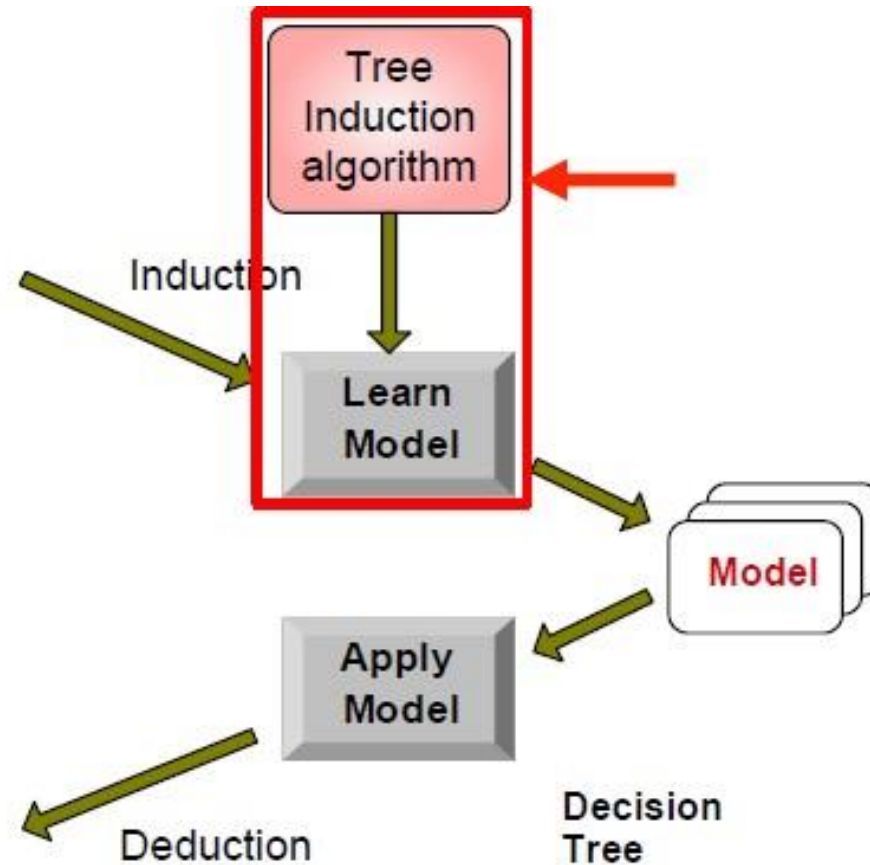 Tree
Induction
algorithm
Induction
Learn
Model
Model
Apply
Model
Deduction
Decision
Tree